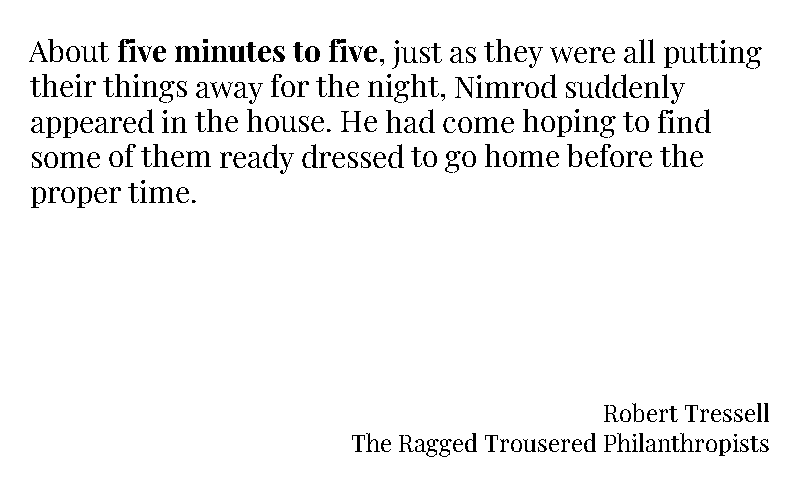 About five minutes to five, just as they were all putting
their things away for the night, Nimrod suddenly
appeared in the house. He had come hoping to find
some of them ready dressed to go home before the
proper time.
Robert Tressell
The Ragged Trousered Philanthropists